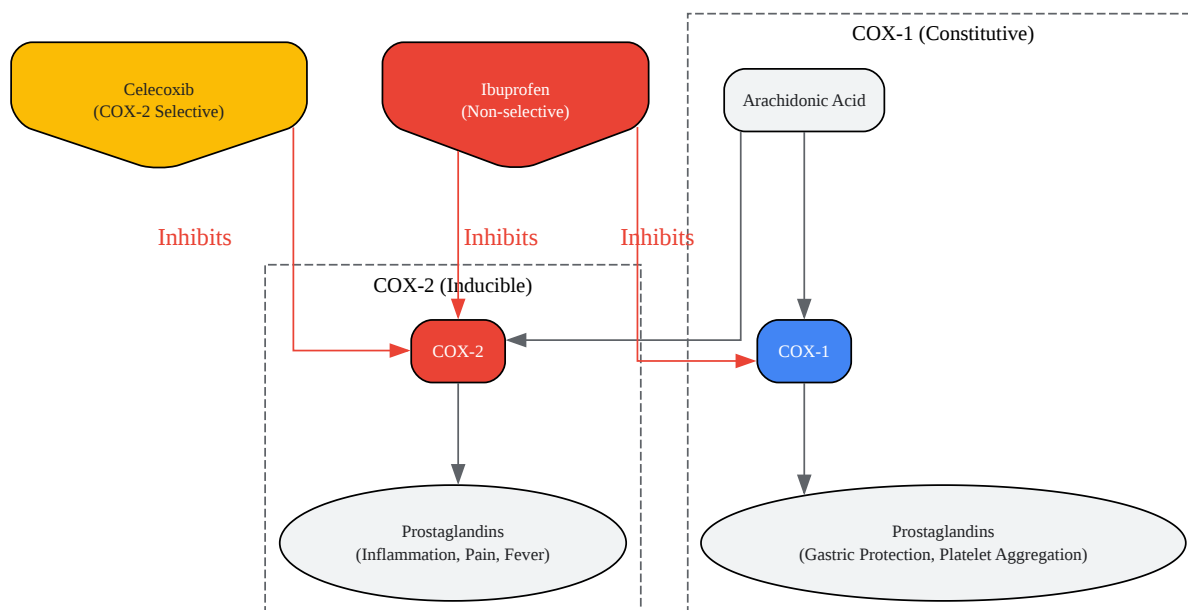 COX-1 (Constitutive)
Celecoxib
(COX-2 Selective)
Ibuprofen
(Non-selective)
Arachidonic Acid
Inhibits
Inhibits
Inhibits
COX-2 (Inducible)
COX-2
COX-1
Prostaglandins
(Inflammation, Pain, Fever)
Prostaglandins
(Gastric Protection, Platelet Aggregation)